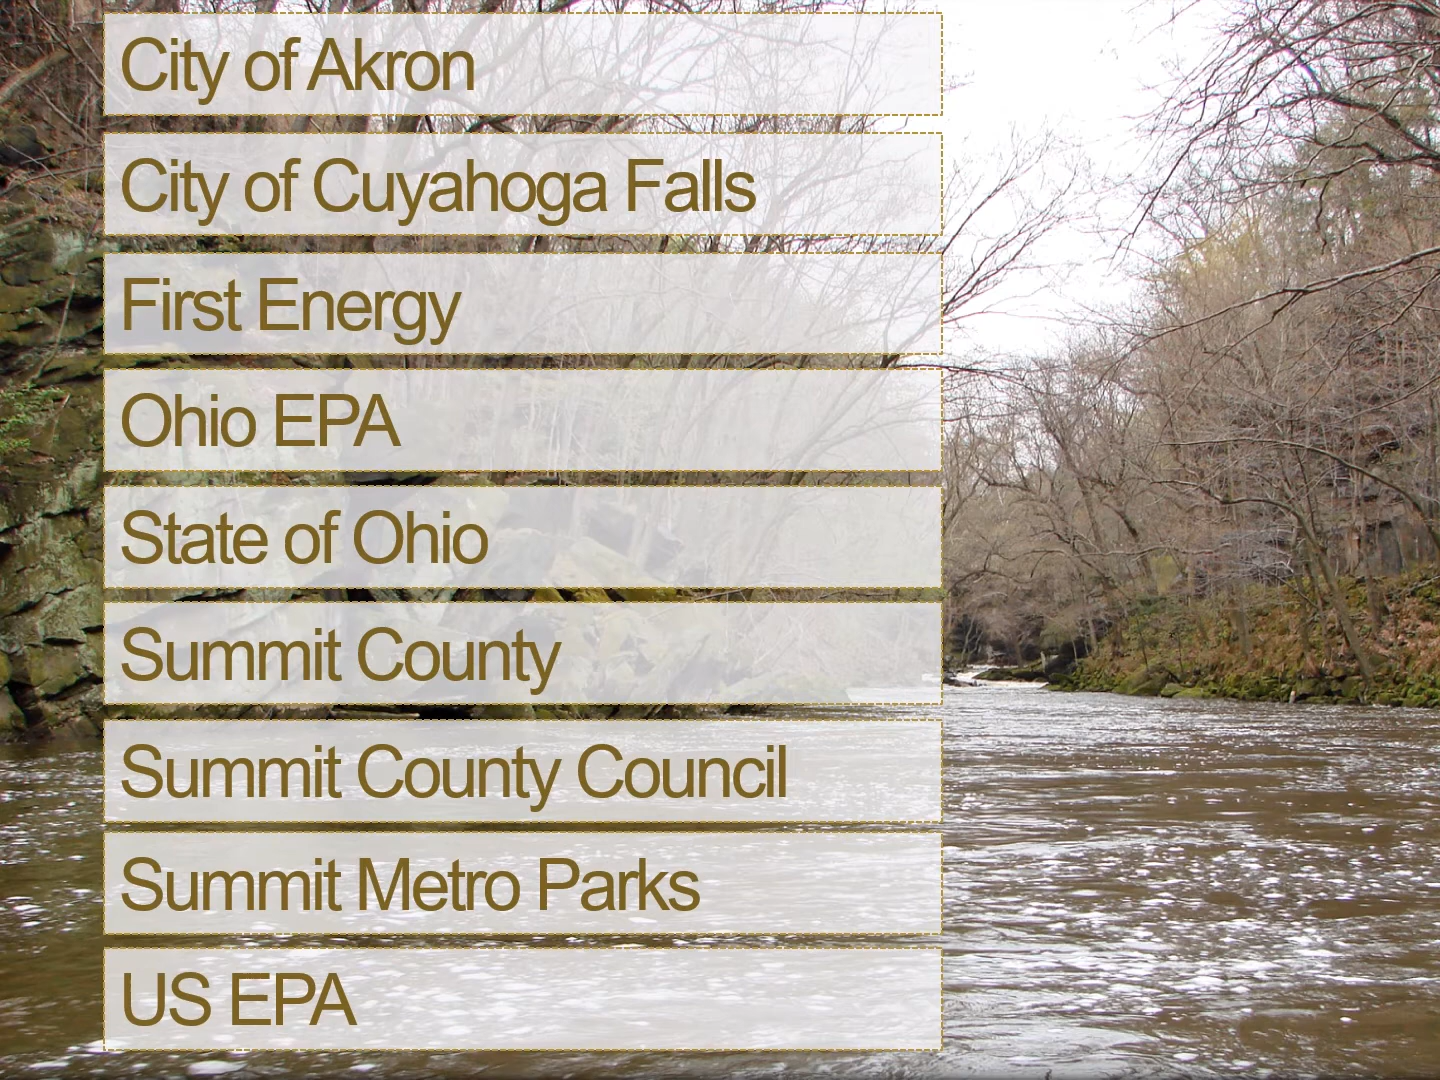 City of Akron
City of Cuyahoga Falls
First Energy
Ohio EPA
State of Ohio
Summit County
Summit County Council
Summit Metro Parks
US EPA